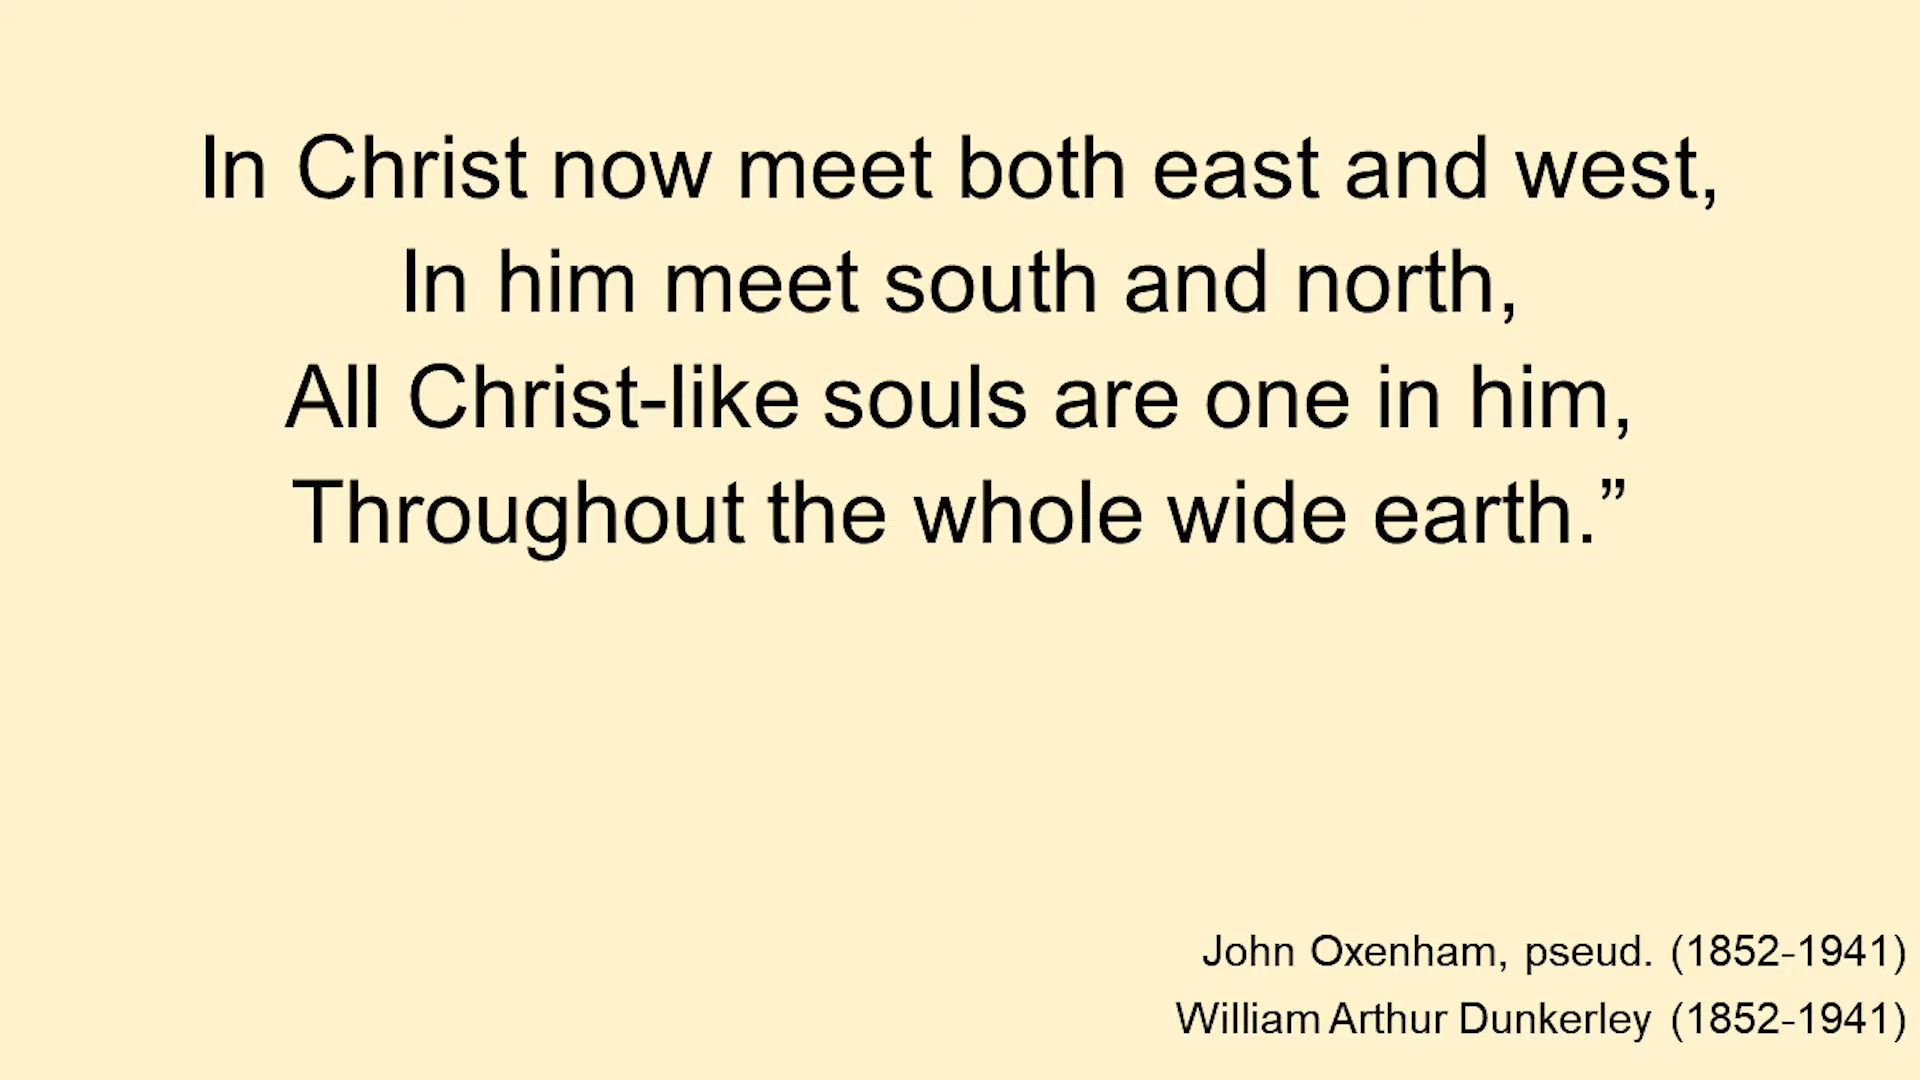 In Christ now meet both east and west,
In him meet south and north,
All Christ-like souls are one in him,
Throughout the whole wide earth.”
John Oxenham, pseud. (1852-1941)
William Arthur Dunkerley (1852-1941)